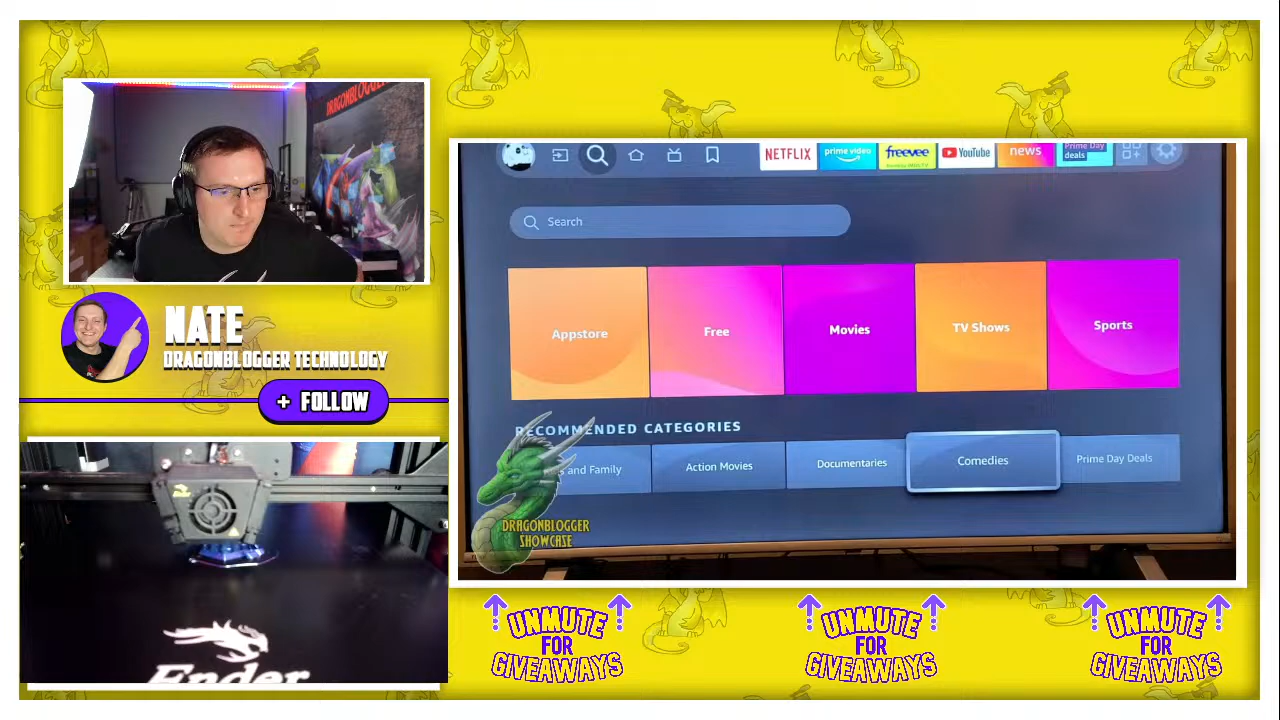 DRAGONBLOGGER
NATE
DRAGONBLOGGER TECHNOLOGY
+ FOLLOW
Ender
NETFLIX
prime video
freevee
YouTube
news
Prime Day
deals
Search
Appstore
Free
Movies
TV Shows
Sports
RECOMMENDED CATEGORIES
and Family
Action Movies
Documentaries
Comedies
Prime Day Deals
DRAGONBLOGGER
SHOWCASE
UNMUTE
FOR
GIVEAWAYS
UNMUTE
FOR
GIVEAWAYS
UNMUTE
FOR
GIVEAWAYS